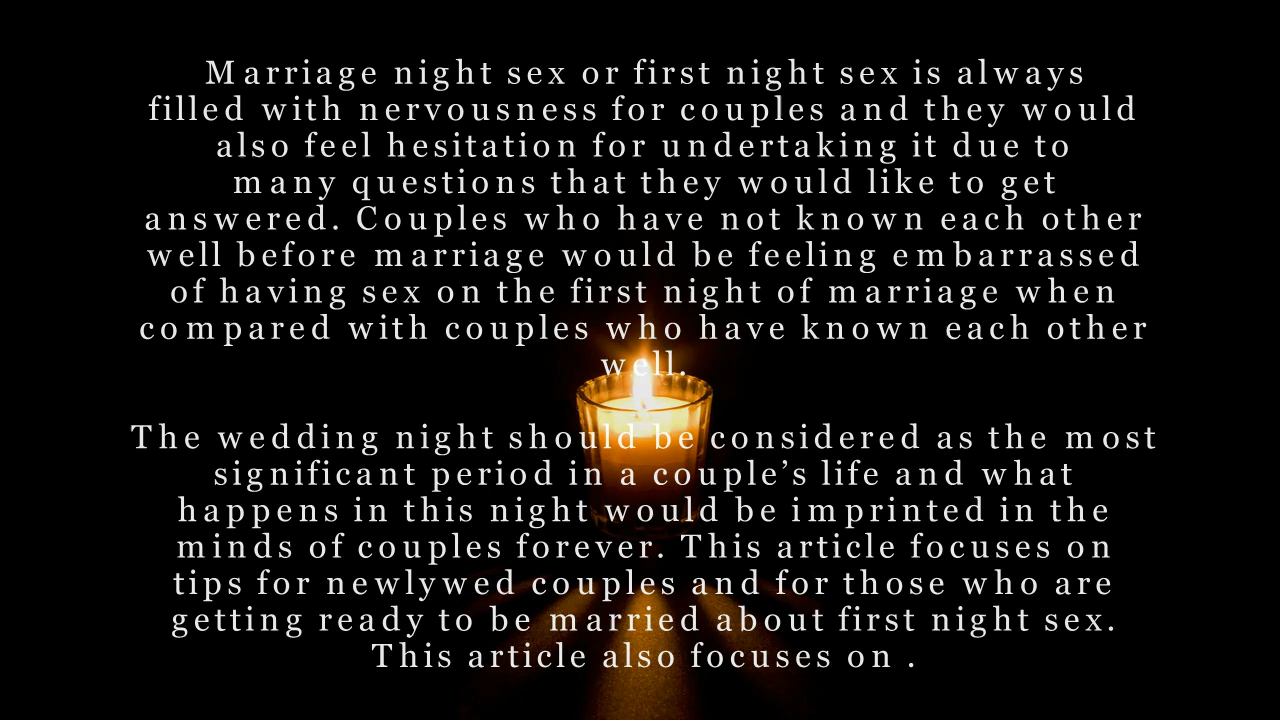 Marriage night sex or first night sex is always
filled with nervousness for couples and they would
also feel hesitation for undertaking it due to
many questions that they would like to get
answered. Couples who have not known each other
well before marriage would be feeling embarrassed
of having sex on the first night of marriage when
compared with couples who have known each other
well.
The wedding night should be considered as the most
significant period in a couple’s life and what
happens in this night would be imprinted in the
minds of couples forever. This article focuses on
tips for newlywed couples and for those who are
getting ready to be married about first night sex.
This article also focuses on .